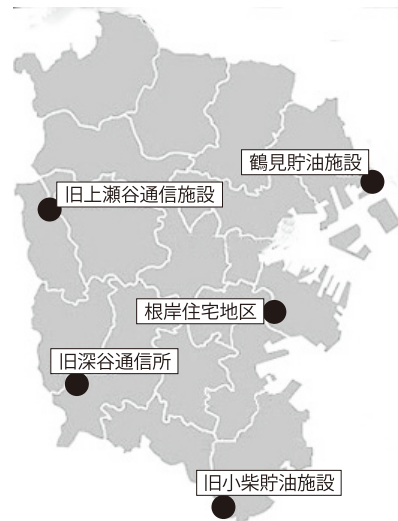 鶴見貯油施設
旧上瀬谷通信施設
根岸住宅地区
旧深谷通信所
旧小柴貯油施設